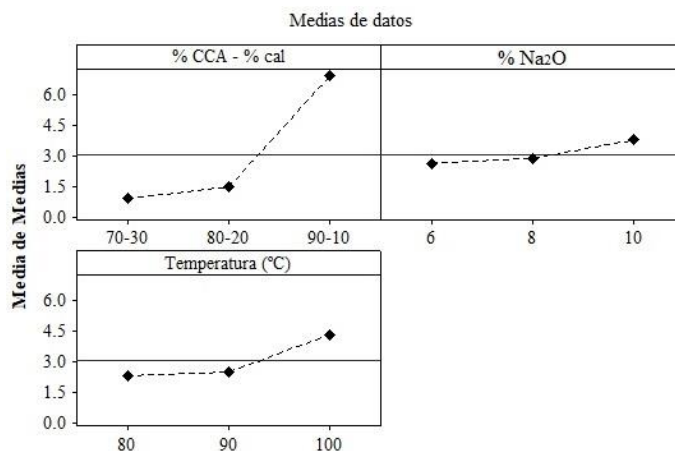 Medias de datos
% CCA - % cal
% Na2O
Media de Medias
6.0
4.5
3.0
1.5
0.0
70-30 80-20 90-10
6 8 10
Temperatura (°C)
6.0
4.5
3.0
1.5
0.0
80 90 100